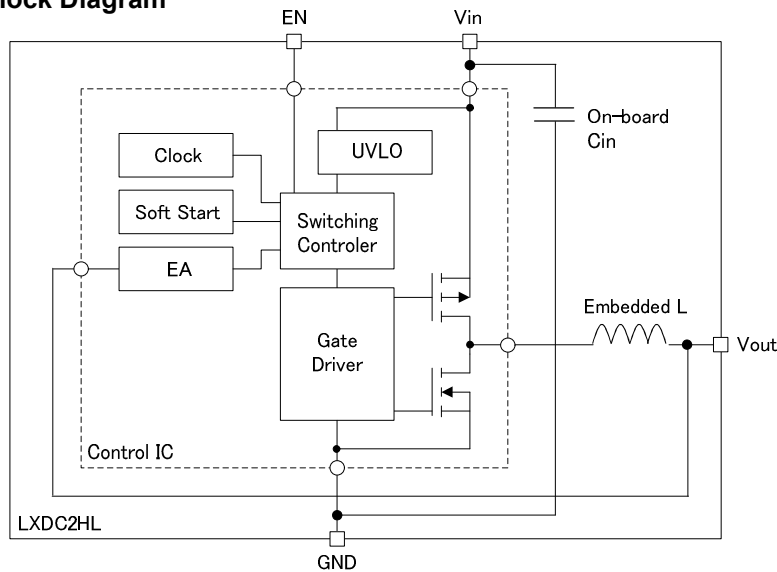 lock Diagram
EN
Vin
On-board
Cin
UVLO
Clock
Soft Start
Switching
Controler
EA
Embedded L
Gate
Driver
Vout
Control IC
LXDC2HL
GND